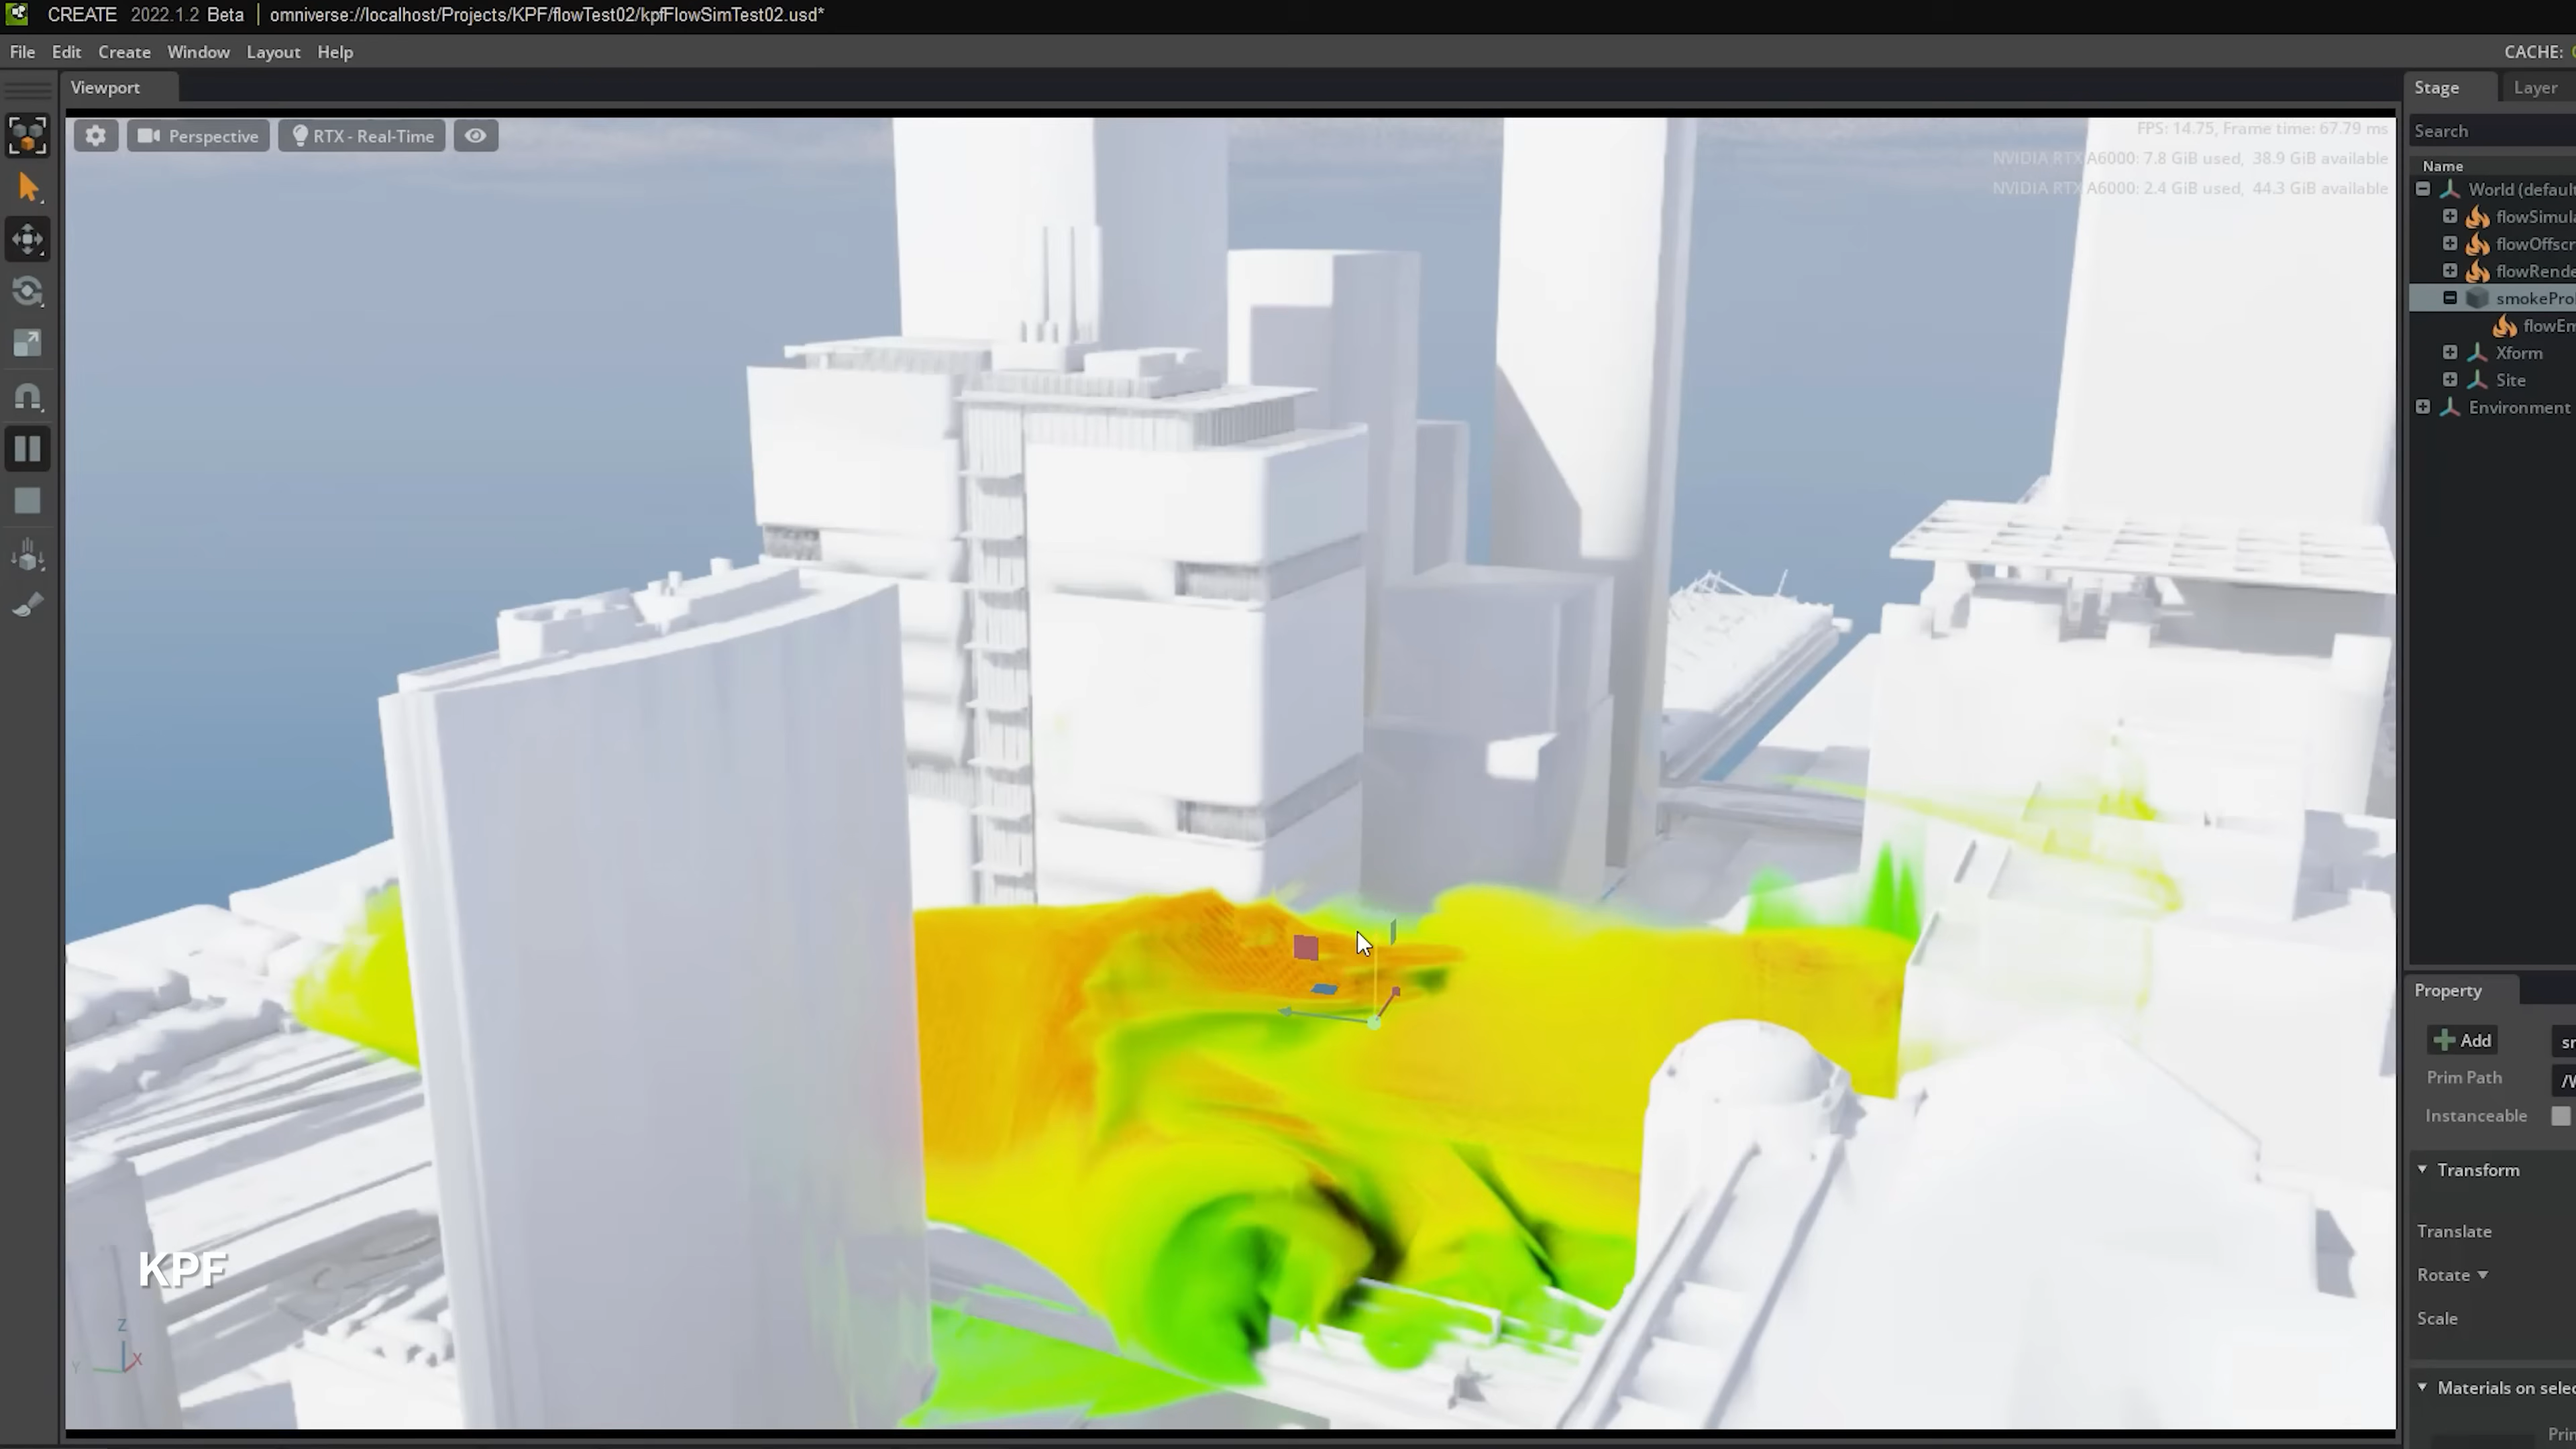 CREATE 2022.1.2 Beta | omniverse://localhost/Projects/KPF/flowTest02/kpfFlowSimTest02.usd*
File Edit Create Window Layout Help
CACHE:
Viewport
Stage Layer
Perspective RTX - Real-Time
FPS: 14.75, Frame time: 67.79 ms
NVIDIA RTX A6000: 7.8 GiB used, 38.9 GiB available
NVIDIA RTX A6000: 2.4 GiB used, 44.3 GiB available
Search
Name
World (default
flowSimula
flowOffscr
flowRende
smokePro
flowEm
Xform
Site
Environment
Property
Add
Prim Path /W
Instanceable
Transform
Translate
Rotate
Scale
Materials on selec
Prim
KPF
Z
Y X